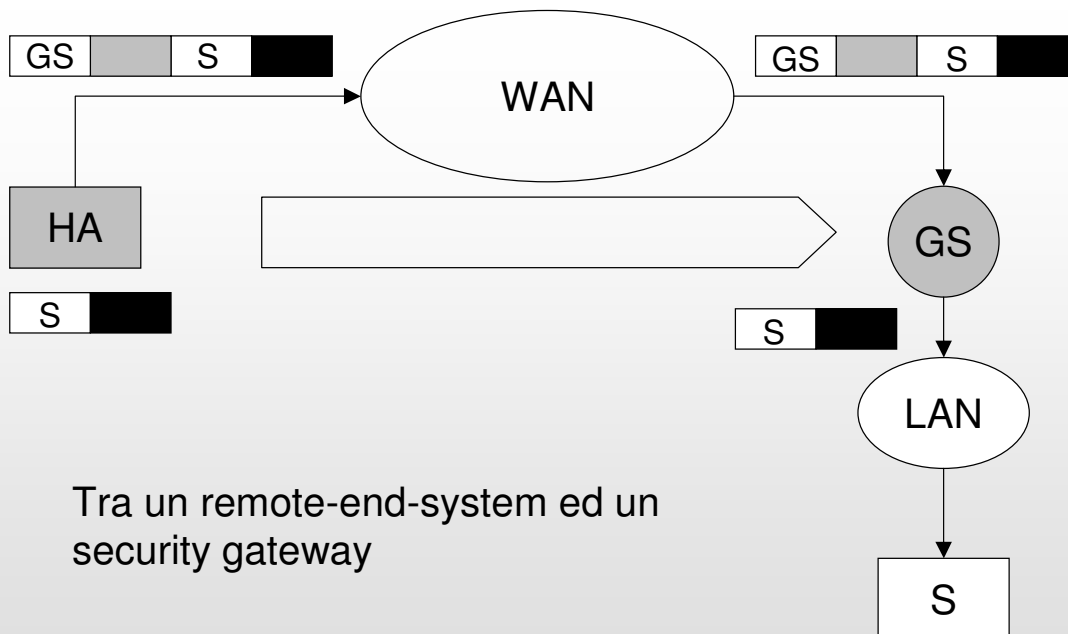 GS S
GS S
WAN
HA
GS
S
S
LAN
Tra un remote-end-system ed un
security gateway
S